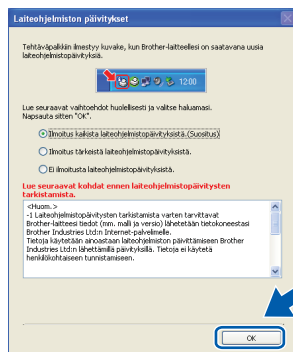 Laiteohjelmiston päivitykset
Tehtäväpalkkiin ilmestyy kuvake, kun Brother-laitteellesi on saatavana uusia
laiteohjelmistopäivityksiä.
12:00
Lue seuraavat vaihtoehdot huolellisesti ja valitse haluamasi.
Napsauta sitten "OK".
Ilmoitus kaikista laiteohjelmistopäivityksistä.(Suositus)
Ilmoitus tärkeistä laiteohjelmistopäivityksistä.
Ei ilmoitusta laiteohjelmistopäivityksistä.
Lue seuraavat kohdat ennen laiteohjelmistopäivitysten
tarkistamista.
<Huom.>
-1 Laiteohjelmistopäivitysten tarkistamista varten tarvittavat
Brother-laitteesi tiedot (mm. malli ja versio) lähetetään tietokoneestasi
Brother Industries Ltd:n Internet-palvelimelle.
Tietoja käytetään ainoastaan laiteohjelmiston päivittämiseen Brother
Industries Ltd:n lähettämillä päivityksillä. Tietoja ei käytetä
henkilökohtaiseen tunnistamiseen.
OK